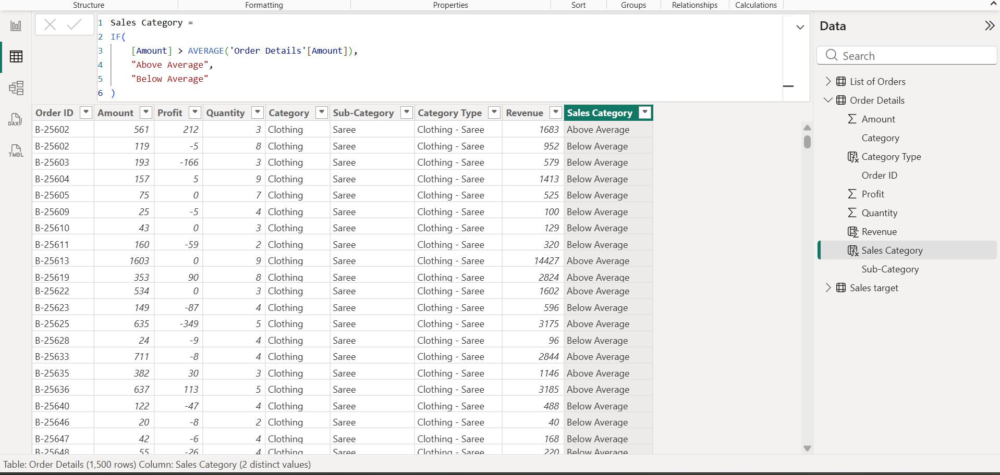 Structure Formatting Properties Sort Groups Relationships Calculations
1 Sales Category =
2 IF(
3 [Amount] > AVERAGE('Order Details'[Amount]),
4 "Above Average",
5 "Below Average"
6 )
DAX
TMDL
Order ID Amount Profit Quantity Category Sub-Category Category Type Revenue Sales Category
B-25602 561 212 3 Clothing Saree Clothing - Saree 1683 Above Average
B-25602 119 -5 8 Clothing Saree Clothing - Saree 952 Below Average
B-25603 193 -166 3 Clothing Saree Clothing - Saree 579 Below Average
B-25604 157 5 9 Clothing Saree Clothing - Saree 1413 Below Average
B-25605 75 0 7 Clothing Saree Clothing - Saree 525 Below Average
B-25609 25 -5 4 Clothing Saree Clothing - Saree 100 Below Average
B-25610 43 0 3 Clothing Saree Clothing - Saree 129 Below Average
B-25611 160 -59 2 Clothing Saree Clothing - Saree 320 Below Average
B-25613 1603 0 9 Clothing Saree Clothing - Saree 14427 Above Average
B-25619 353 90 8 Clothing Saree Clothing - Saree 2824 Above Average
B-25622 534 0 3 Clothing Saree Clothing - Saree 1602 Above Average
B-25623 149 -87 4 Clothing Saree Clothing - Saree 596 Below Average
B-25625 635 -349 5 Clothing Saree Clothing - Saree 3175 Above Average
B-25628 24 -9 4 Clothing Saree Clothing - Saree 96 Below Average
B-25633 711 -8 4 Clothing Saree Clothing - Saree 2844 Above Average
B-25635 382 30 3 Clothing Saree Clothing - Saree 1146 Above Average
B-25636 637 113 5 Clothing Saree Clothing - Saree 3185 Above Average
B-25640 122 -47 4 Clothing Saree Clothing - Saree 488 Below Average
B-25646 20 -8 2 Clothing Saree Clothing - Saree 40 Below Average
B-25647 42 -6 4 Clothing Saree Clothing - Saree 168 Below Average
B-25648 55 -26 4 Clothing Saree Clothing - Saree 220 Below Average
Data
Search
List of Orders
Order Details
Amount
Category
Category Type
Order ID
Profit
Quantity
Revenue
Sales Category
Sub-Category
Sales target
Table: Order Details (1,500 rows) Column: Sales Category (2 distinct values)